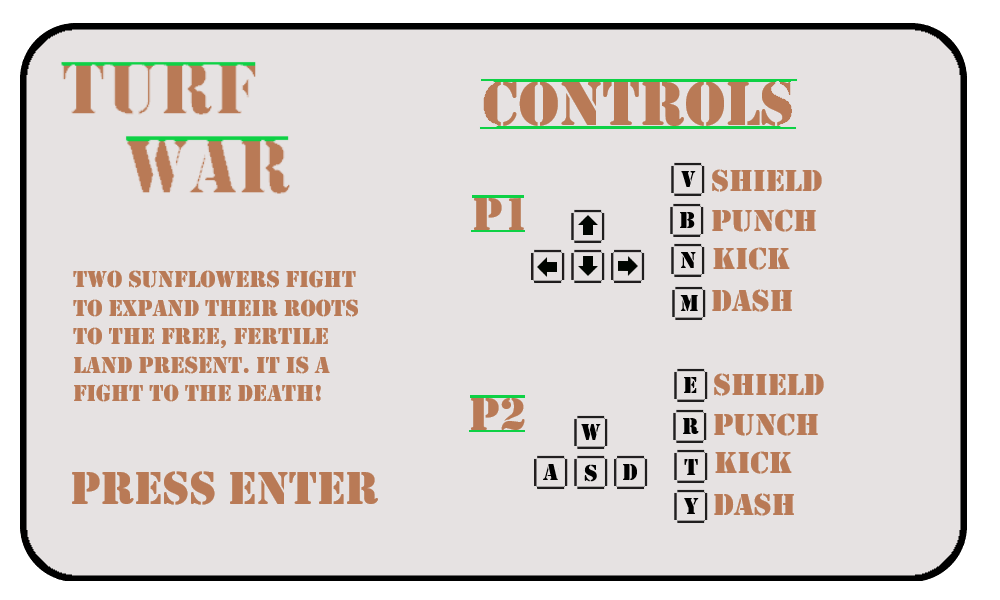 TURF
WAR
TWO SUNFLOWERS FIGHT
TO EXPAND THEIR ROOTS
TO THE FREE, FERTILE
LAND PRESENT. IT IS A
FIGHT TO THE DEATH!
PRESS ENTER
CONTROLS
P1
V SHIELD
B PUNCH
N KICK
M DASH
P2
W
A S D
E SHIELD
R PUNCH
T KICK
Y DASH